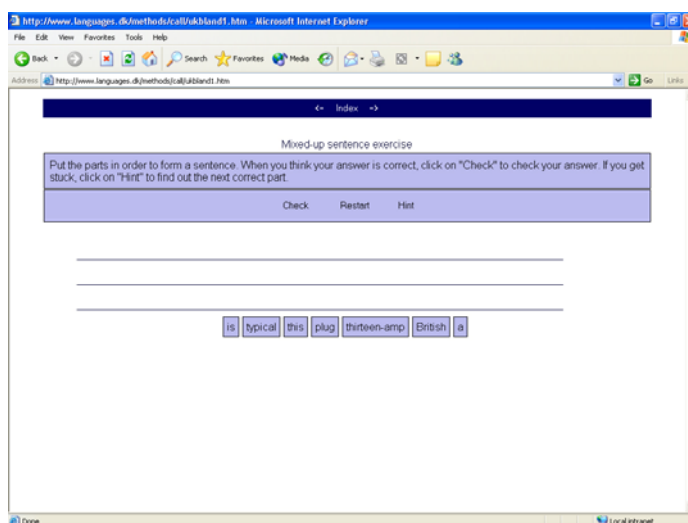 http://www.languages.dk/methods/call/ukbland1.htm - Microsoft Internet Explorer
File Edit View Favorites Tools Help
Back Search Favorites Media
Address http://www.languages.dk/methods/call/ukbland1.htm Go Links
<- Index ->
Mixed-up sentence exercise
Put the parts in order to form a sentence. When you think your answer is correct, click on "Check" to check your answer. If you get
stuck, click on "Hint" to find out the next correct part.
Check Restart Hint
is typical this plug thirteen-amp British a
Done Local intranet